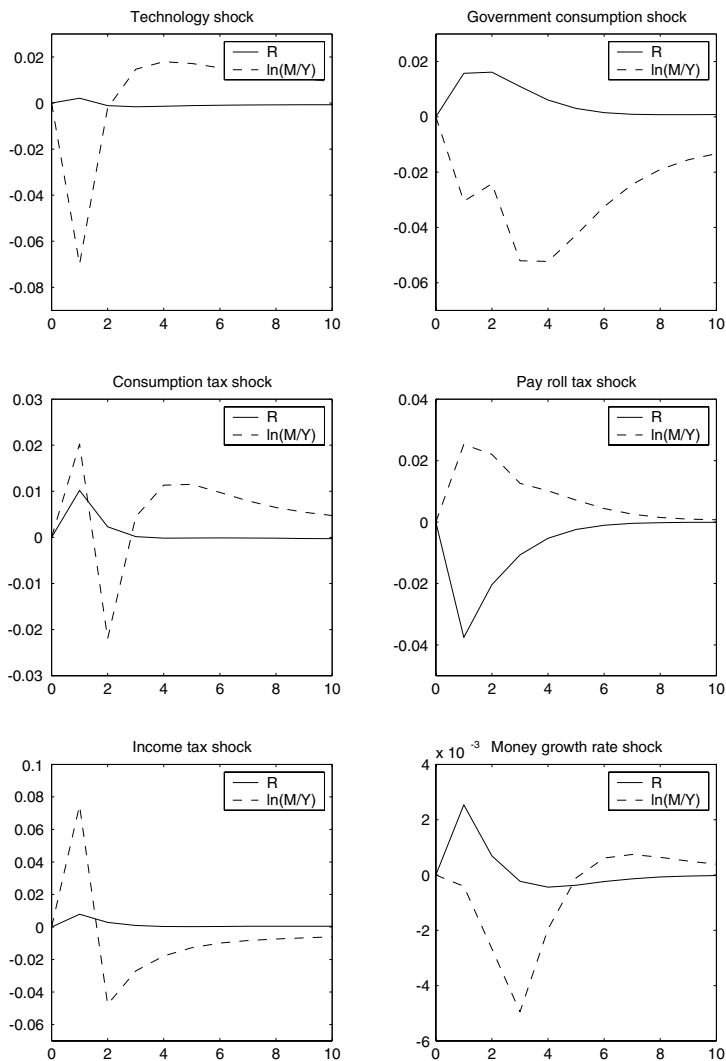 Technology shock
R
ln(M/Y)
0.02
0
-0.02
-0.04
-0.06
-0.08
0 2 4 6 8 10
Government consumption shock
R
ln(M/Y)
0.02
0
-0.02
-0.04
-0.06
0 2 4 6 8 10
Consumption tax shock
R
ln(M/Y)
0.03
0.02
0.01
0
-0.01
-0.02
-0.03
0 2 4 6 8 10
Pay roll tax shock
R
ln(M/Y)
0.04
0.02
0
-0.02
-0.04
0 2 4 6 8 10
Income tax shock
R
ln(M/Y)
0.1
0.08
0.06
0.04
0.02
0
-0.02
-0.04
-0.06
0 2 4 6 8 10
x 10 -3 Money growth rate shock
R
ln(M/Y)
4
2
0
-2
-4
-6
0 2 4 6 8 10